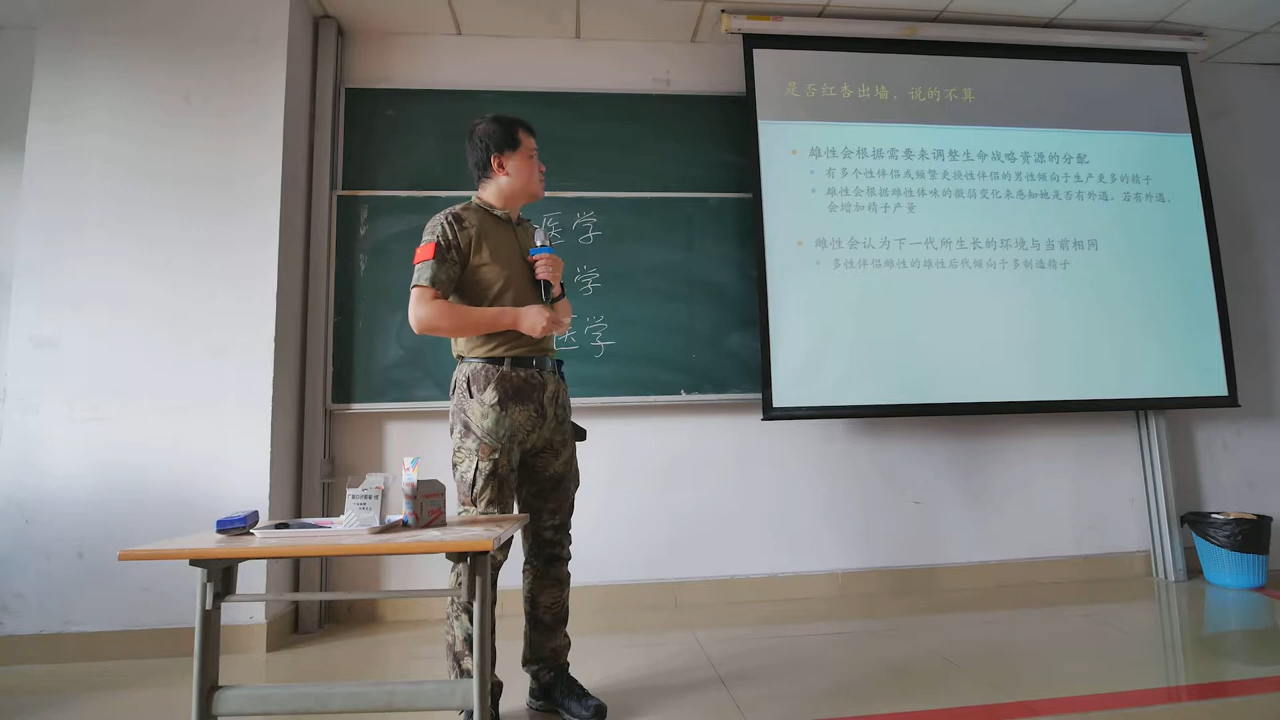 是否红杏出墙，说的不算
雄性会根据需要来调整生命战略资源的分配
有多个性伴侣或频繁更换性伴侣的男性倾向于生产更多的精子
雄性会根据雌性体味的微弱变化来感知她是否有外遇。若有外遇，
会增加精子产量
雌性会认为下一代所生长的环境与当前相同
多性伴侣雌性的雄性后代倾向于多制造精子
医学
学
医学